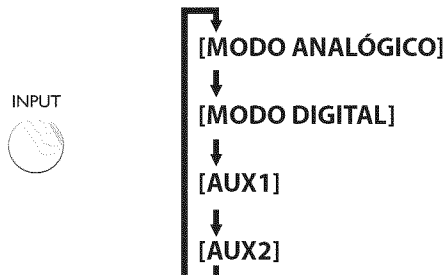 INPUT
[MODO ANALÓGICO]
[MODO DIGITAL]
[AUX1]
[AUX2]